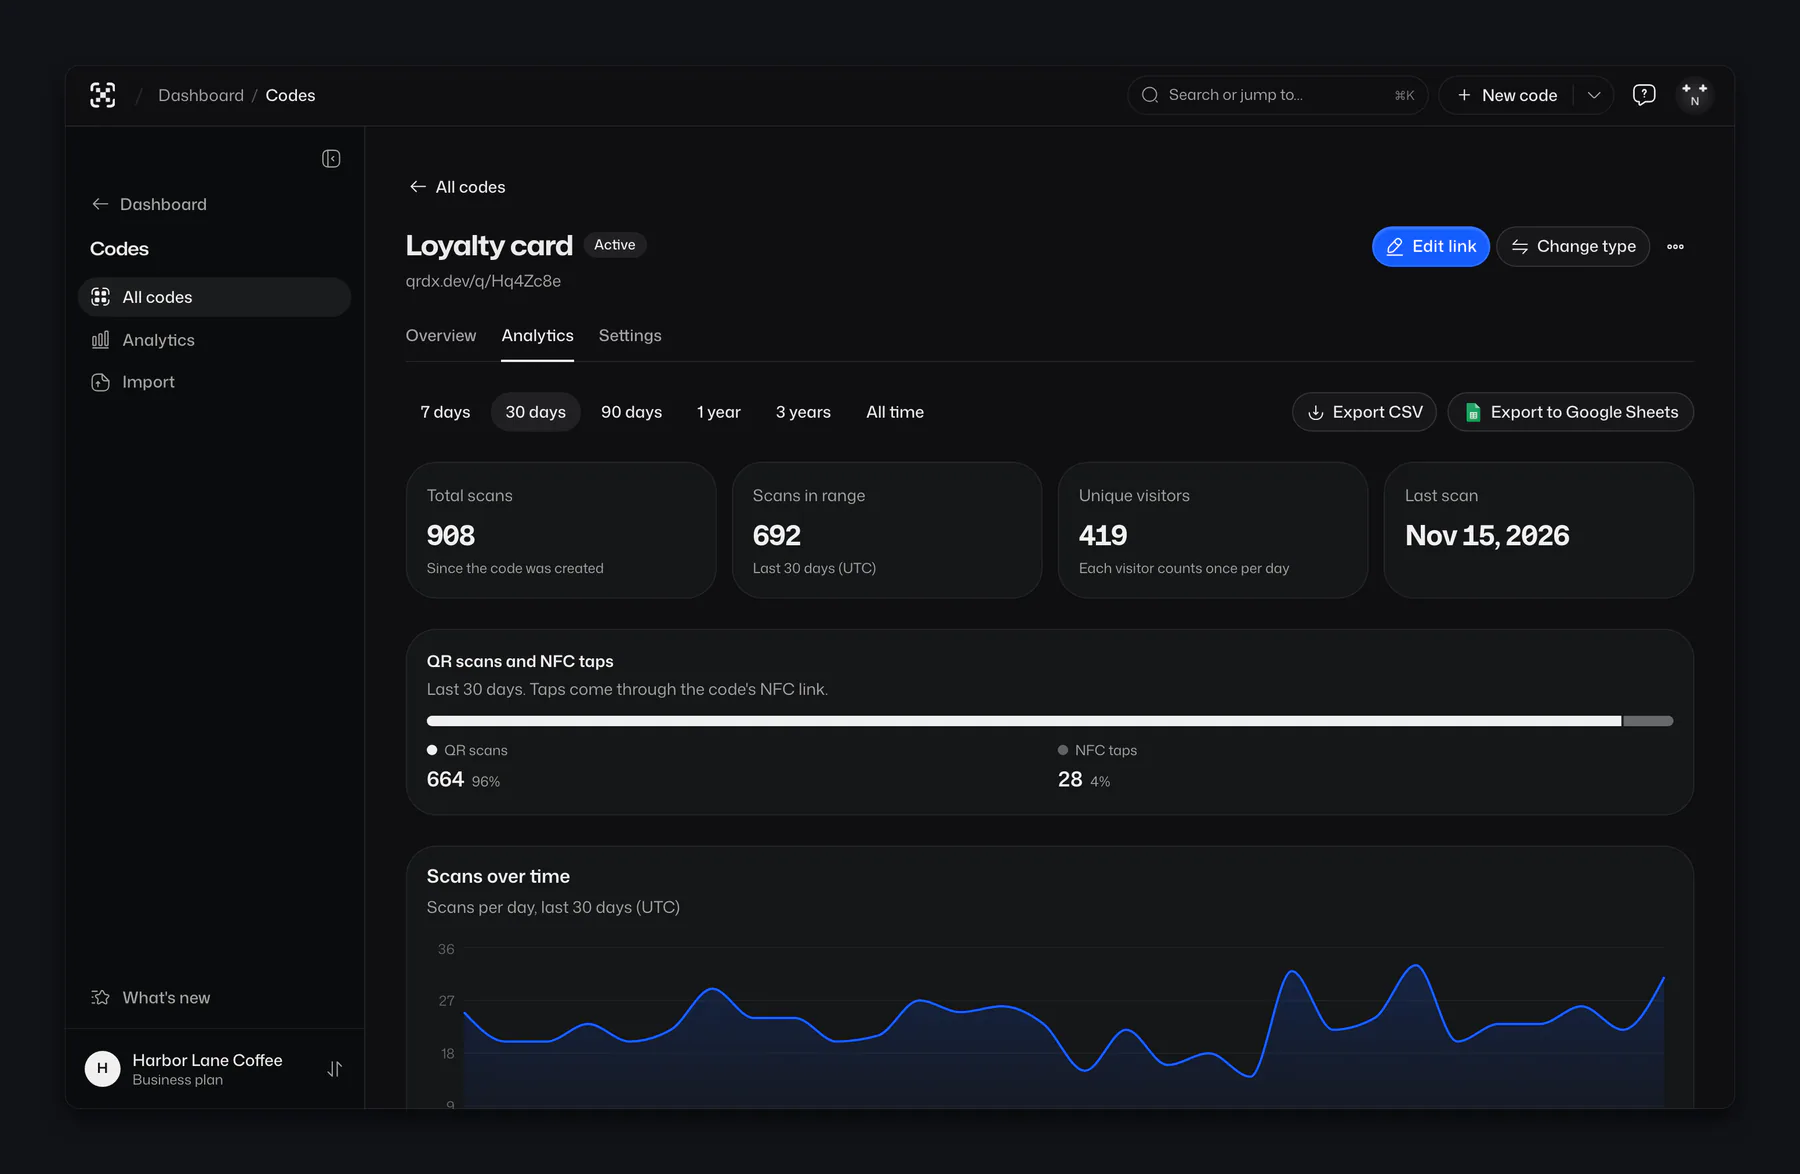 / Dashboard / Codes
Search or jump to... ⌘K
+ New code
N
Dashboard
Codes
All codes
Analytics
Import
What's new
H
Harbor Lane Coffee
Business plan
← All codes
Loyalty card Active
qrdx.dev/q/Hq4Zc8e
Edit link
Change type
Overview Analytics Settings
7 days 30 days 90 days 1 year 3 years All time
Export CSV
Export to Google Sheets
Total scans
908
Since the code was created
Scans in range
692
Last 30 days (UTC)
Unique visitors
419
Each visitor counts once per day
Last scan
Nov 15, 2026
QR scans and NFC taps
Last 30 days. Taps come through the code's NFC link.
QR scans
664 96%
NFC taps
28 4%
Scans over time
Scans per day, last 30 days (UTC)
36
27
18
9